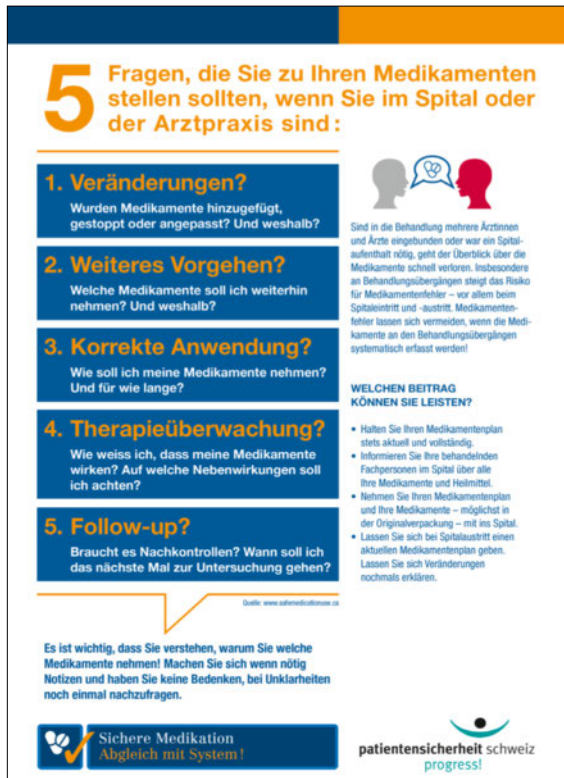 5 Fragen, die Sie zu Ihren Medikamenten
stellen sollten, wenn Sie im Spital oder
der Arztpraxis sind:
1. Veränderungen?
Wurden Medikamente hinzugefügt,
gestoppt oder angepasst? Und weshalb?
2. Weiteres Vorgehen?
Welche Medikamente soll ich weiterhin
nehmen? Und weshalb?
3. Korrekte Anwendung?
Wie soll ich meine Medikamente nehmen?
Und für wie lange?
4. Therapieüberwachung?
Wie weiss ich, dass meine Medikamente
wirken? Auf welche Nebenwirkungen soll
ich achten?
5. Follow-up?
Braucht es Nachkontrollen? Wann soll ich
das nächste Mal zur Untersuchung gehen?
Quelle: www.safemedicationuse.ca
Es ist wichtig, dass Sie verstehen, warum Sie welche
Medikamente nehmen! Machen Sie sich wenn nötig
Notizen und haben Sie keine Bedenken, bei Unklarheiten
noch einmal nachzufragen.
Sind in die Behandlung mehrere Ärztinnen
und Ärzte eingebunden oder war ein Spital-
aufenthalt nötig, geht der Überblick über die
Medikamente schnell verloren. Insbesondere
an Behandlungsübergängen steigt das Risiko
für Medikamentenfehler – vor allem beim
Spitaleintritt und -austritt. Medikamenten-
fehler lassen sich vermeiden, wenn die Medi-
kamente an den Behandlungsübergängen
systematisch erfasst werden!
WELCHEN BEITRAG
KÖNNEN SIE LEISTEN?
• Halten Sie Ihren Medikamentenplan
stets aktuell und vollständig.
• Informieren Sie Ihre behandelnden
Fachpersonen im Spital über alle
Ihre Medikamente und Heilmittel.
• Nehmen Sie Ihren Medikamentenplan
und Ihre Medikamente – möglichst in
der Originalverpackung – mit ins Spital.
• Lassen Sie sich bei Spitalaustritt einen
aktuellen Medikamentenplan geben.
Lassen Sie sich Veränderungen
nochmals erklären.
Sichere Medikation
Abgleich mit System!
patientensicherheit schweiz
progress!